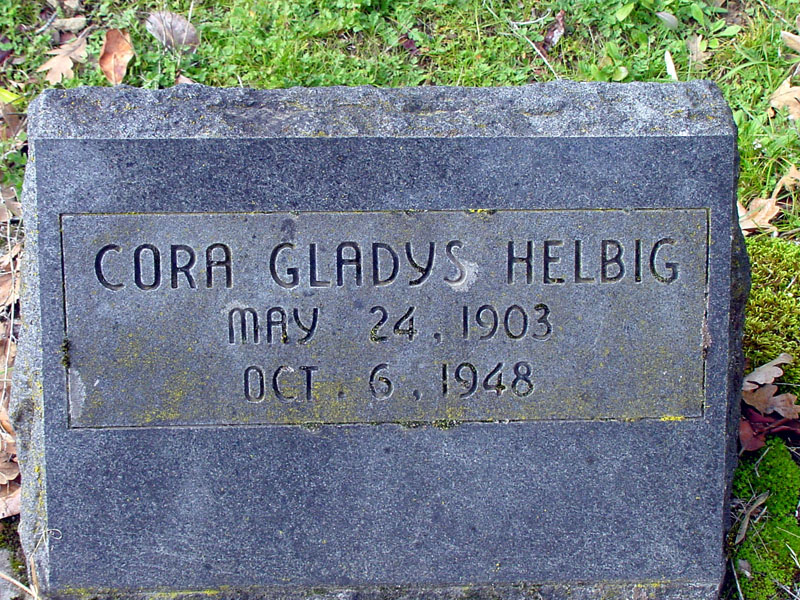 CORA GLADYS HELBIG
MAY 24, 1903
OCT. 6, 1948